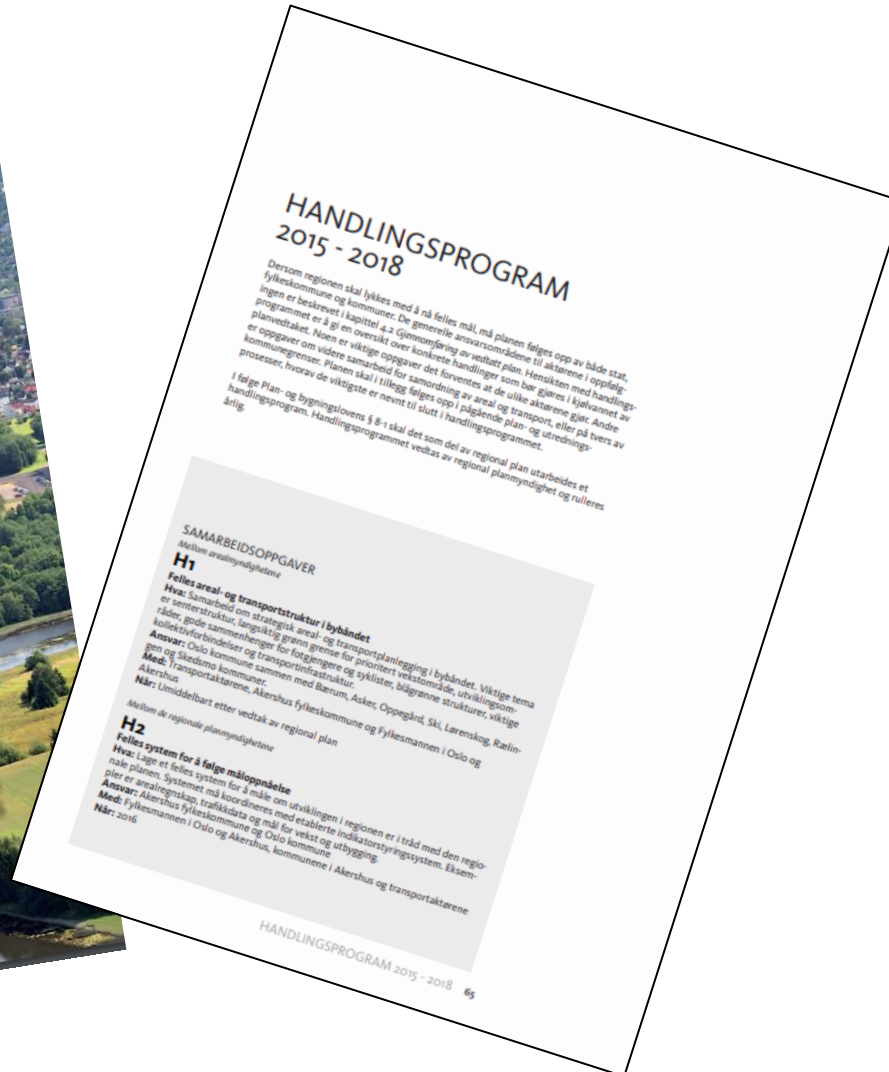 HANDLINGSPROGRAM
2015 - 2018
Dersom regionen skal lykkes med å nå felles mål, må planen følges opp av både stat,
fylkeskommune og kommuner. De generelle ansvarsområdene til aktørene i oppfølg-
ingen er beskrevet i kapittel 4.2 Gjennomføring av vedtatt plan. Hensikten med handlings-
programmet er å gi en oversikt over konkrete handlinger som bør gjøres i kjølvannet av
planvedtaket. Noen er viktige oppgaver det forventes at de ulike aktørene gjør. Andre
er oppgaver om videre samarbeid for samordning av areal og transport, eller på tvers av
kommunegrenser. Planen skal i tillegg følges opp i pågående plan- og utrednings-
prosesser, hvorav de viktigste er nevnt til slutt i handlingsprogrammet.
I følge Plan- og bygningslovens § 8-1 skal det som del av regional plan utarbeides et
handlingsprogram. Handlingsprogrammet vedtas av regional planmyndighet og rulleres
årlig.
SAMARBEIDSOPPGAVER
Mellom arealmyndighetene
H1
Felles areal- og transportstruktur i bybåndet
Hva: Samarbeid om strategisk areal- og transportplanlegging i bybåndet. Viktige tema
er senterstruktur, langsiktig grønn grense for prioritert vekstområde, utviklingsom-
råder, gode sammenhenger for fotgjengere og syklister, blågrønne strukturer, viktige
kollektivforbindelser og transportinfrastruktur.
Ansvar: Oslo kommune sammen med Bærum, Asker, Oppegård, Ski, Lørenskog, Rælin-
gen og Skedsmo kommuner.
Med: Transportaktørene, Akershus fylkeskommune og Fylkesmannen i Oslo og
Akershus
Når: Umiddelbart etter vedtak av regional plan
Mellom de regionale planmyndighetene
H2
Felles system for å følge måloppnåelse
Hva: Lage et felles system for å måle om utviklingen i regionen er i tråd med den regio-
nale planen. Systemet må koordineres med etablerte indikatorstyringssystem. Eksem-
pler er arealregnskap, trafikkdata og mål for vekst og utbygging.
Ansvar: Akershus fylkeskommune og Oslo kommune
Med: Fylkesmannen i Oslo og Akershus, kommunene i Akershus og transportaktørene
Når: 2016
HANDLINGSPROGRAM 2015 - 2018 65